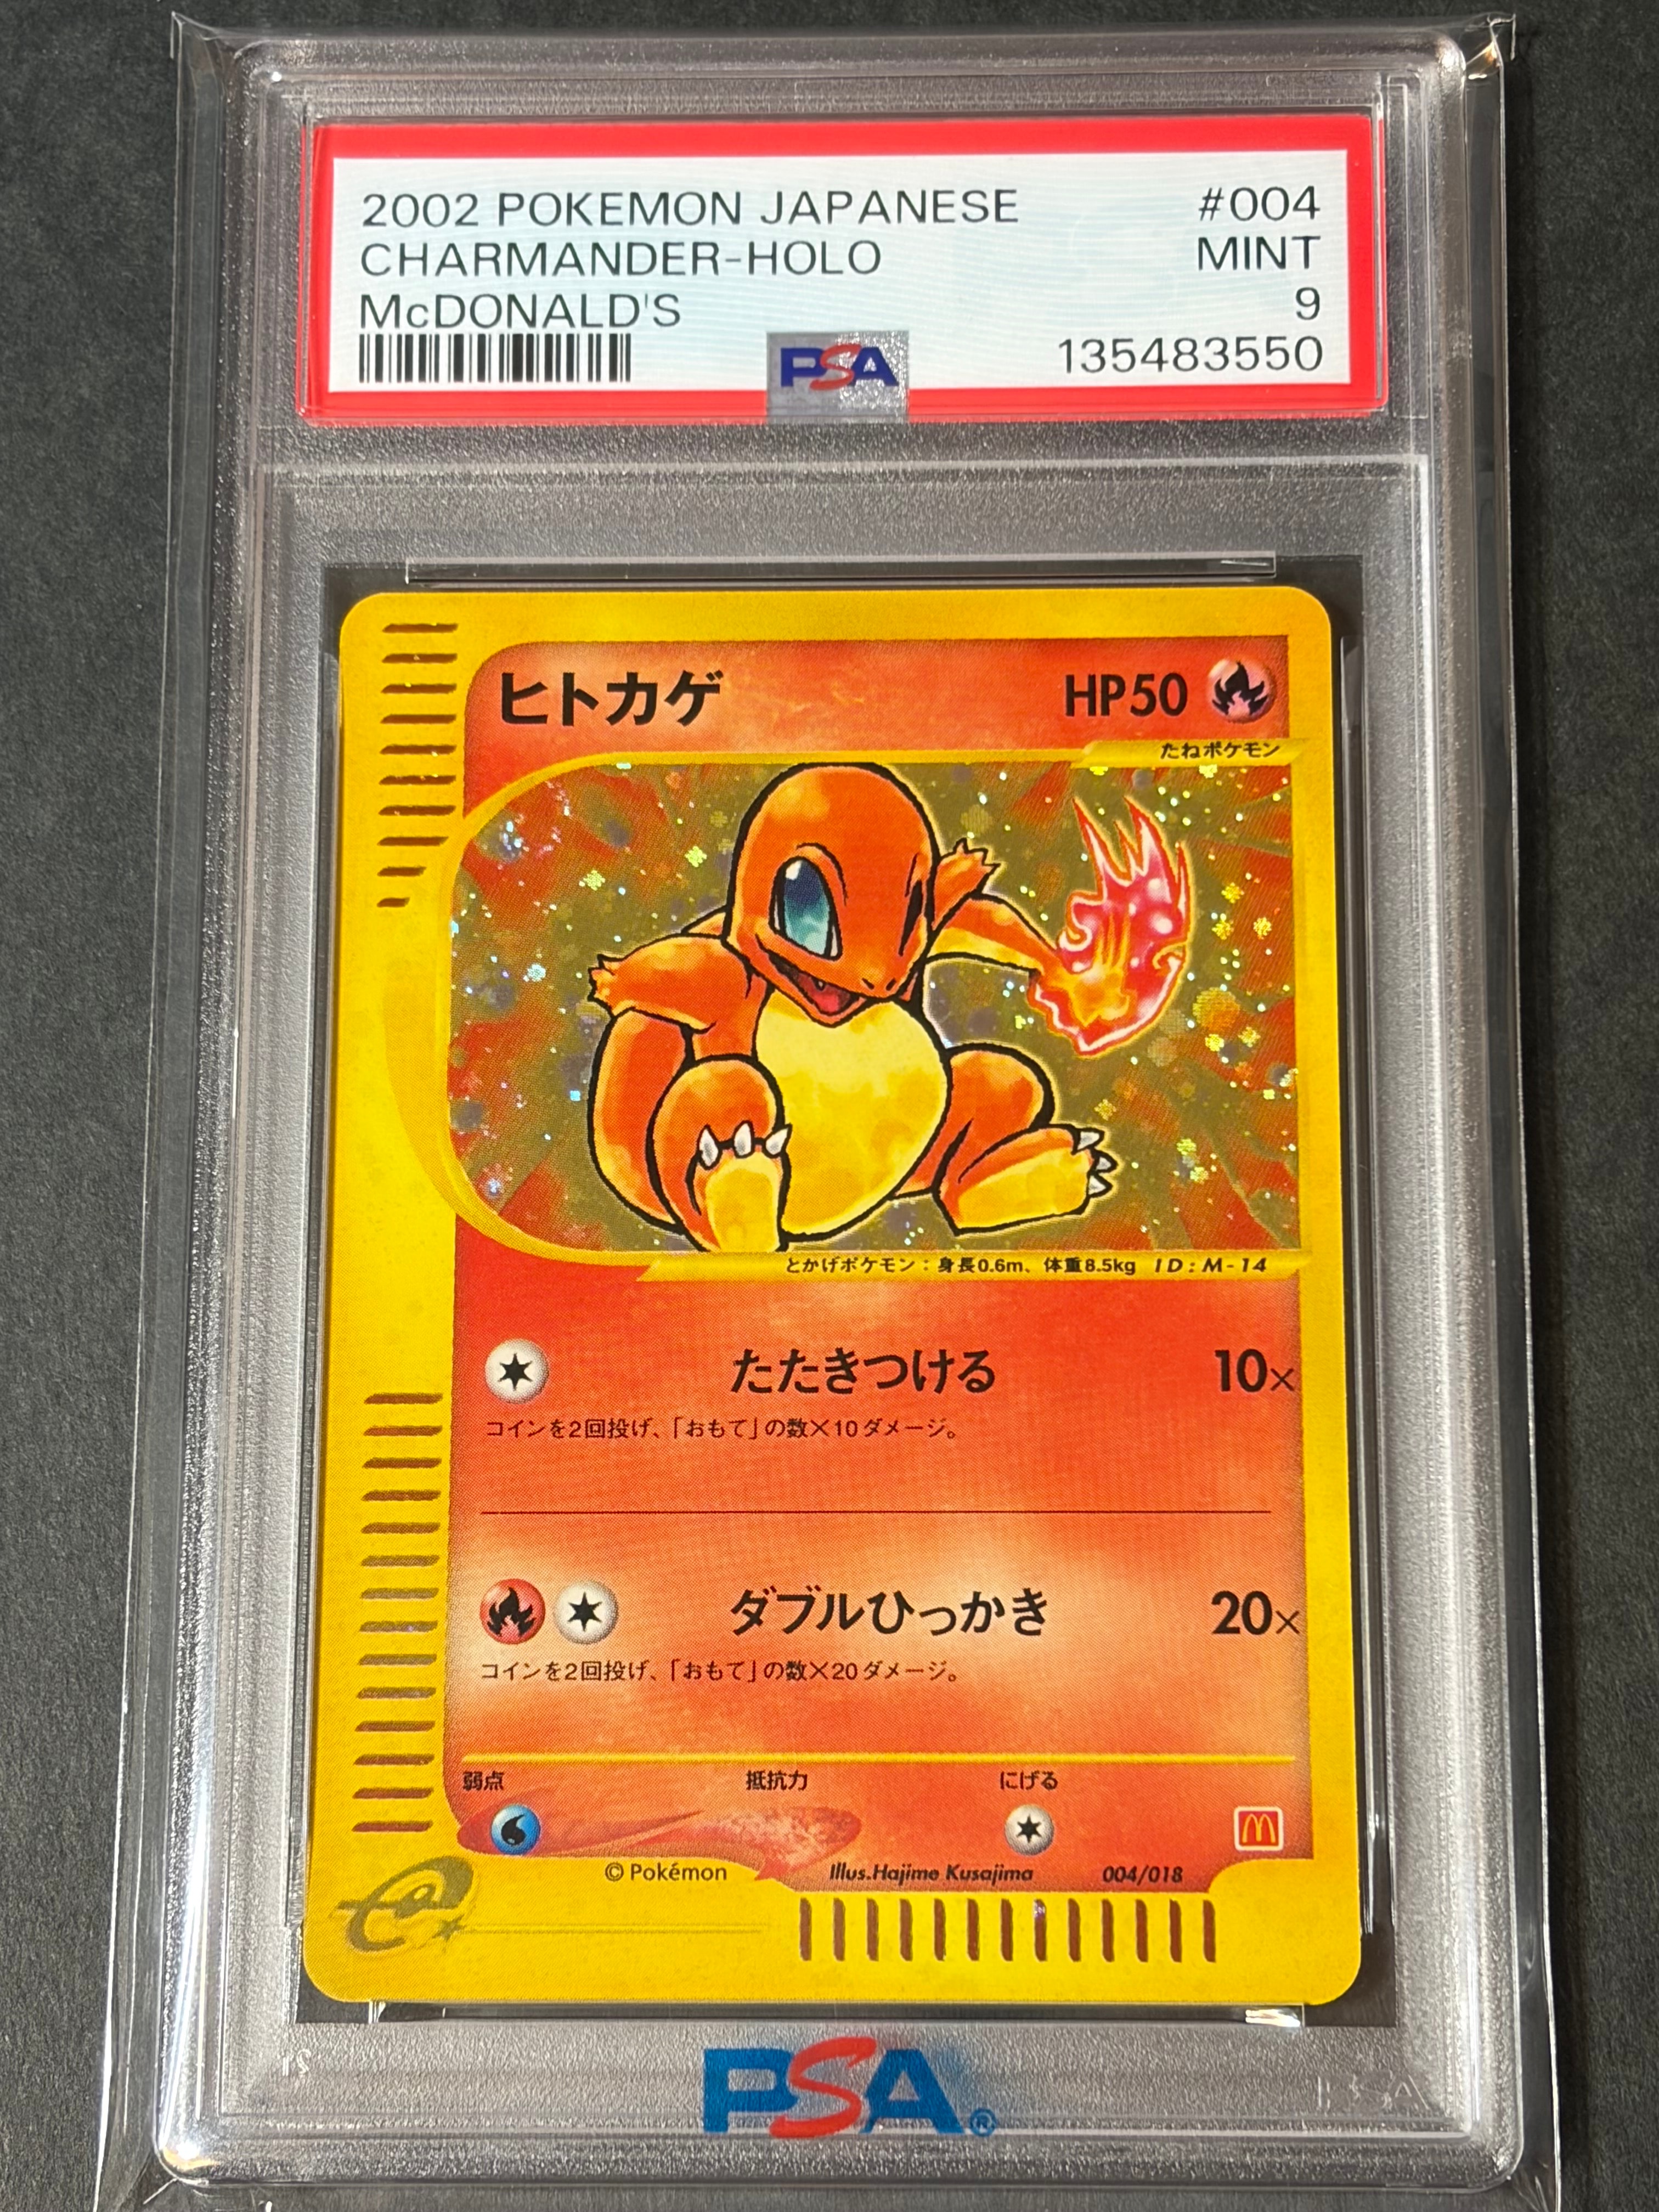 2002 POKEMON JAPANESE #004
CHARMANDER-HOLO MINT
McDONALD'S 9
PSA 135483550
ヒトカゲ HP50
たねポケモン
とかげポケモン：身長0.6m、体重8.5kg ID:M-14
たたきつける 10×
コインを2回投げ、「おもて」の数×10ダメージ。
ダブルひっかき 20×
コインを2回投げ、「おもて」の数×20ダメージ。
弱点 抵抗力 にげる
© Pokémon Illus.Hajime Kusajima 004/018
e
PSA®
PSA